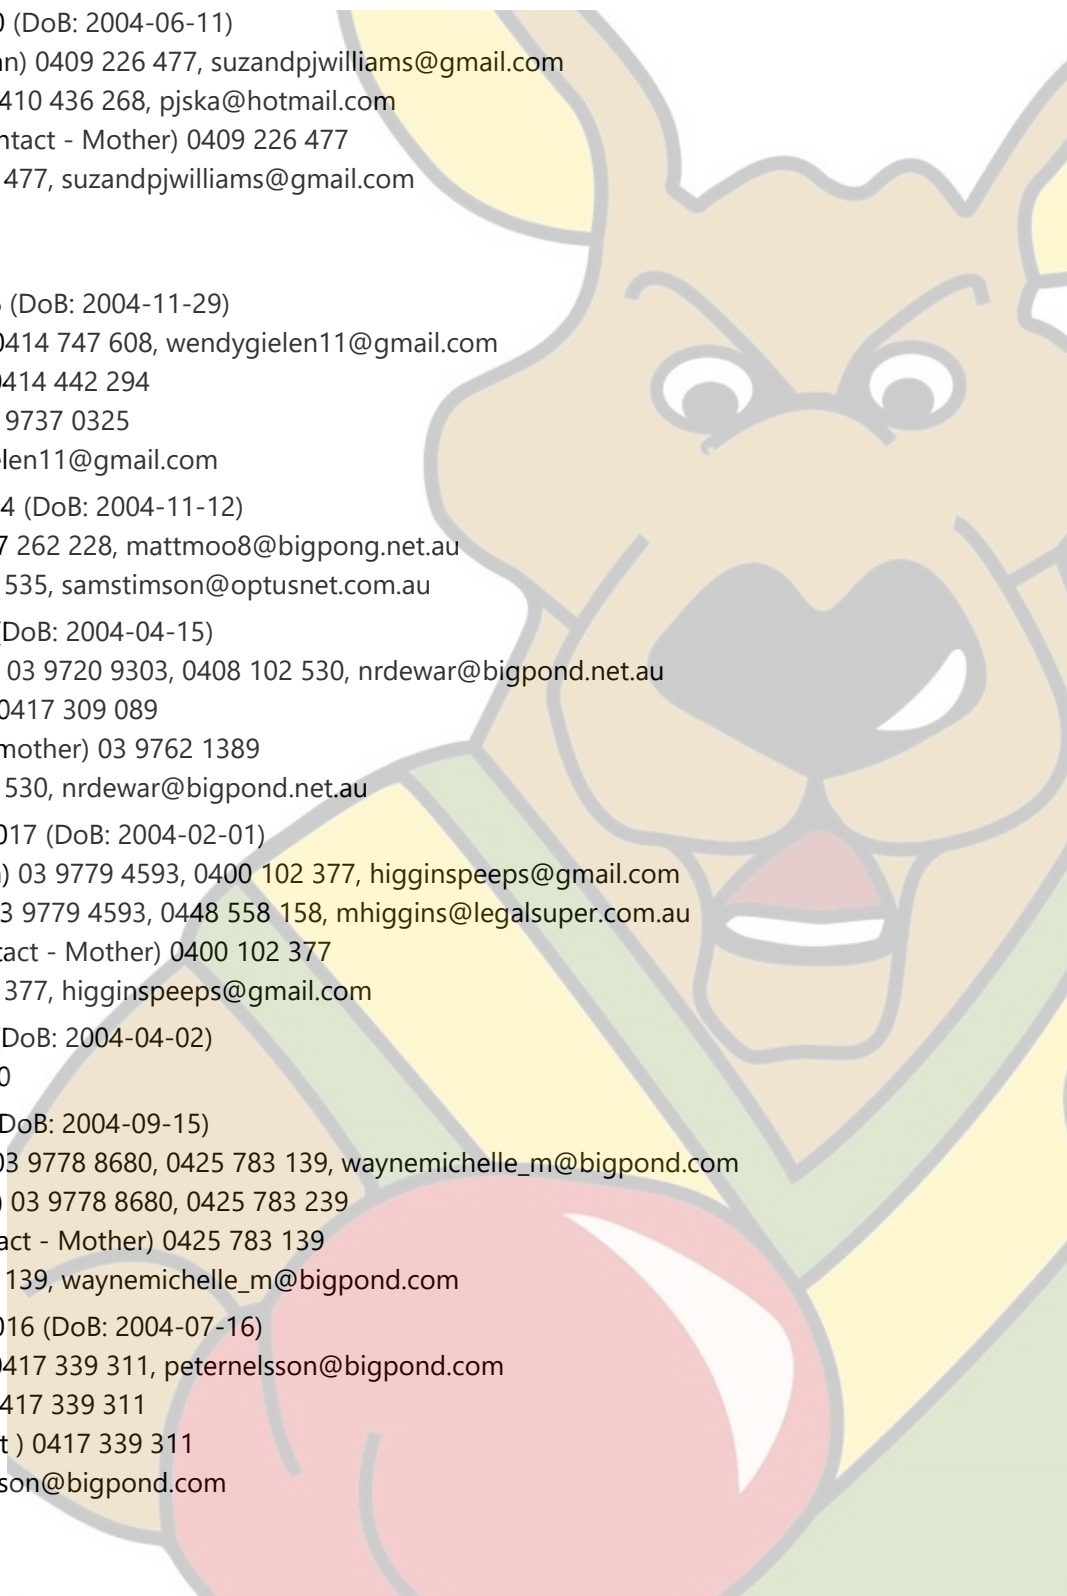 0 (DoB: 2004-06-11)
an) 0409 226 477, suzandpjwilliams@gmail.com
410 436 268, pjska@hotmail.com
ntact - Mother) 0409 226 477
477, suzandpjwilliams@gmail.com
(DoB: 2004-11-29)
0414 747 608, wendygielen11@gmail.com
0414 442 294
9737 0325
elen11@gmail.com
4 (DoB: 2004-11-12)
7 262 228, mattmoo8@bigpong.net.au
535, samstimson@optusnet.com.au
(DoB: 2004-04-15)
03 9720 9303, 0408 102 530, nrdewar@bigpond.net.au
0417 309 089
mother) 03 9762 1389
530, nrdewar@bigpond.net.au
017 (DoB: 2004-02-01)
) 03 9779 4593, 0400 102 377, higginspeeps@gmail.com
3 9779 4593, 0448 558 158, mhiggins@legalsuper.com.au
tact - Mother) 0400 102 377
377, higginspeeps@gmail.com
(DoB: 2004-04-02)
0
DoB: 2004-09-15)
03 9778 8680, 0425 783 139, waynemichelle_m@bigpond.com
) 03 9778 8680, 0425 783 239
act - Mother) 0425 783 139
139, waynemichelle_m@bigpond.com
016 (DoB: 2004-07-16)
0417 339 311, peternelsson@bigpond.com
417 339 311
t ) 0417 339 311
son@bigpond.com